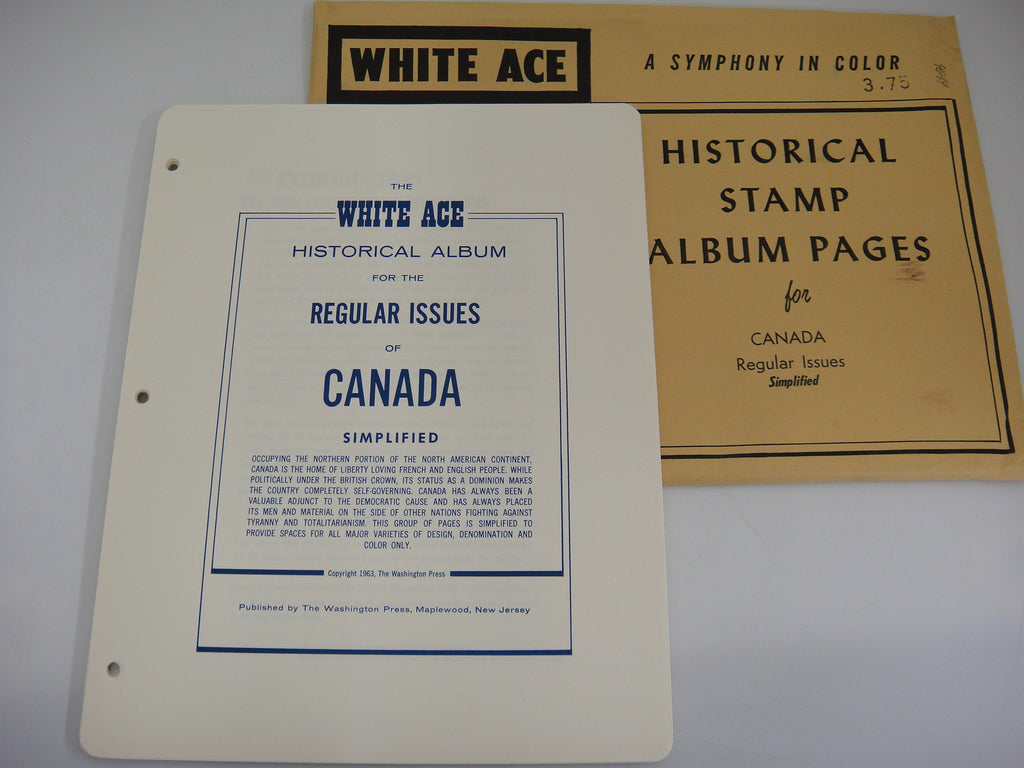 WHITE ACE
A SYMPHONY IN COLOR
3.75
HISTORICAL
STAMP
ALBUM PAGES
for
CANADA
Regular Issues
Simplified
THE
WHITE ACE
HISTORICAL ALBUM
FOR THE
REGULAR ISSUES
OF
CANADA
SIMPLIFIED
OCCUPYING THE NORTHERN PORTION OF THE NORTH AMERICAN CONTINENT,
CANADA IS THE HOME OF LIBERTY LOVING FRENCH AND ENGLISH PEOPLE. WHILE
POLITICALLY UNDER THE BRITISH CROWN, ITS STATUS AS A DOMINION MAKES
THE COUNTRY COMPLETELY SELF-GOVERNING. CANADA HAS ALWAYS BEEN A
VALUABLE ADJUNCT TO THE DEMOCRATIC CAUSE AND HAS ALWAYS PLACED
ITS MEN AND MATERIAL ON THE SIDE OF OTHER NATIONS FIGHTING AGAINST
TYRANNY AND TOTALITARIANISM. THIS GROUP OF PAGES IS SIMPLIFIED TO
PROVIDE SPACES FOR ALL MAJOR VARIETIES OF DESIGN, DENOMINATION AND
COLOR ONLY.
Copyright 1963, The Washington Press
Published by The Washington Press, Maplewood, New Jersey